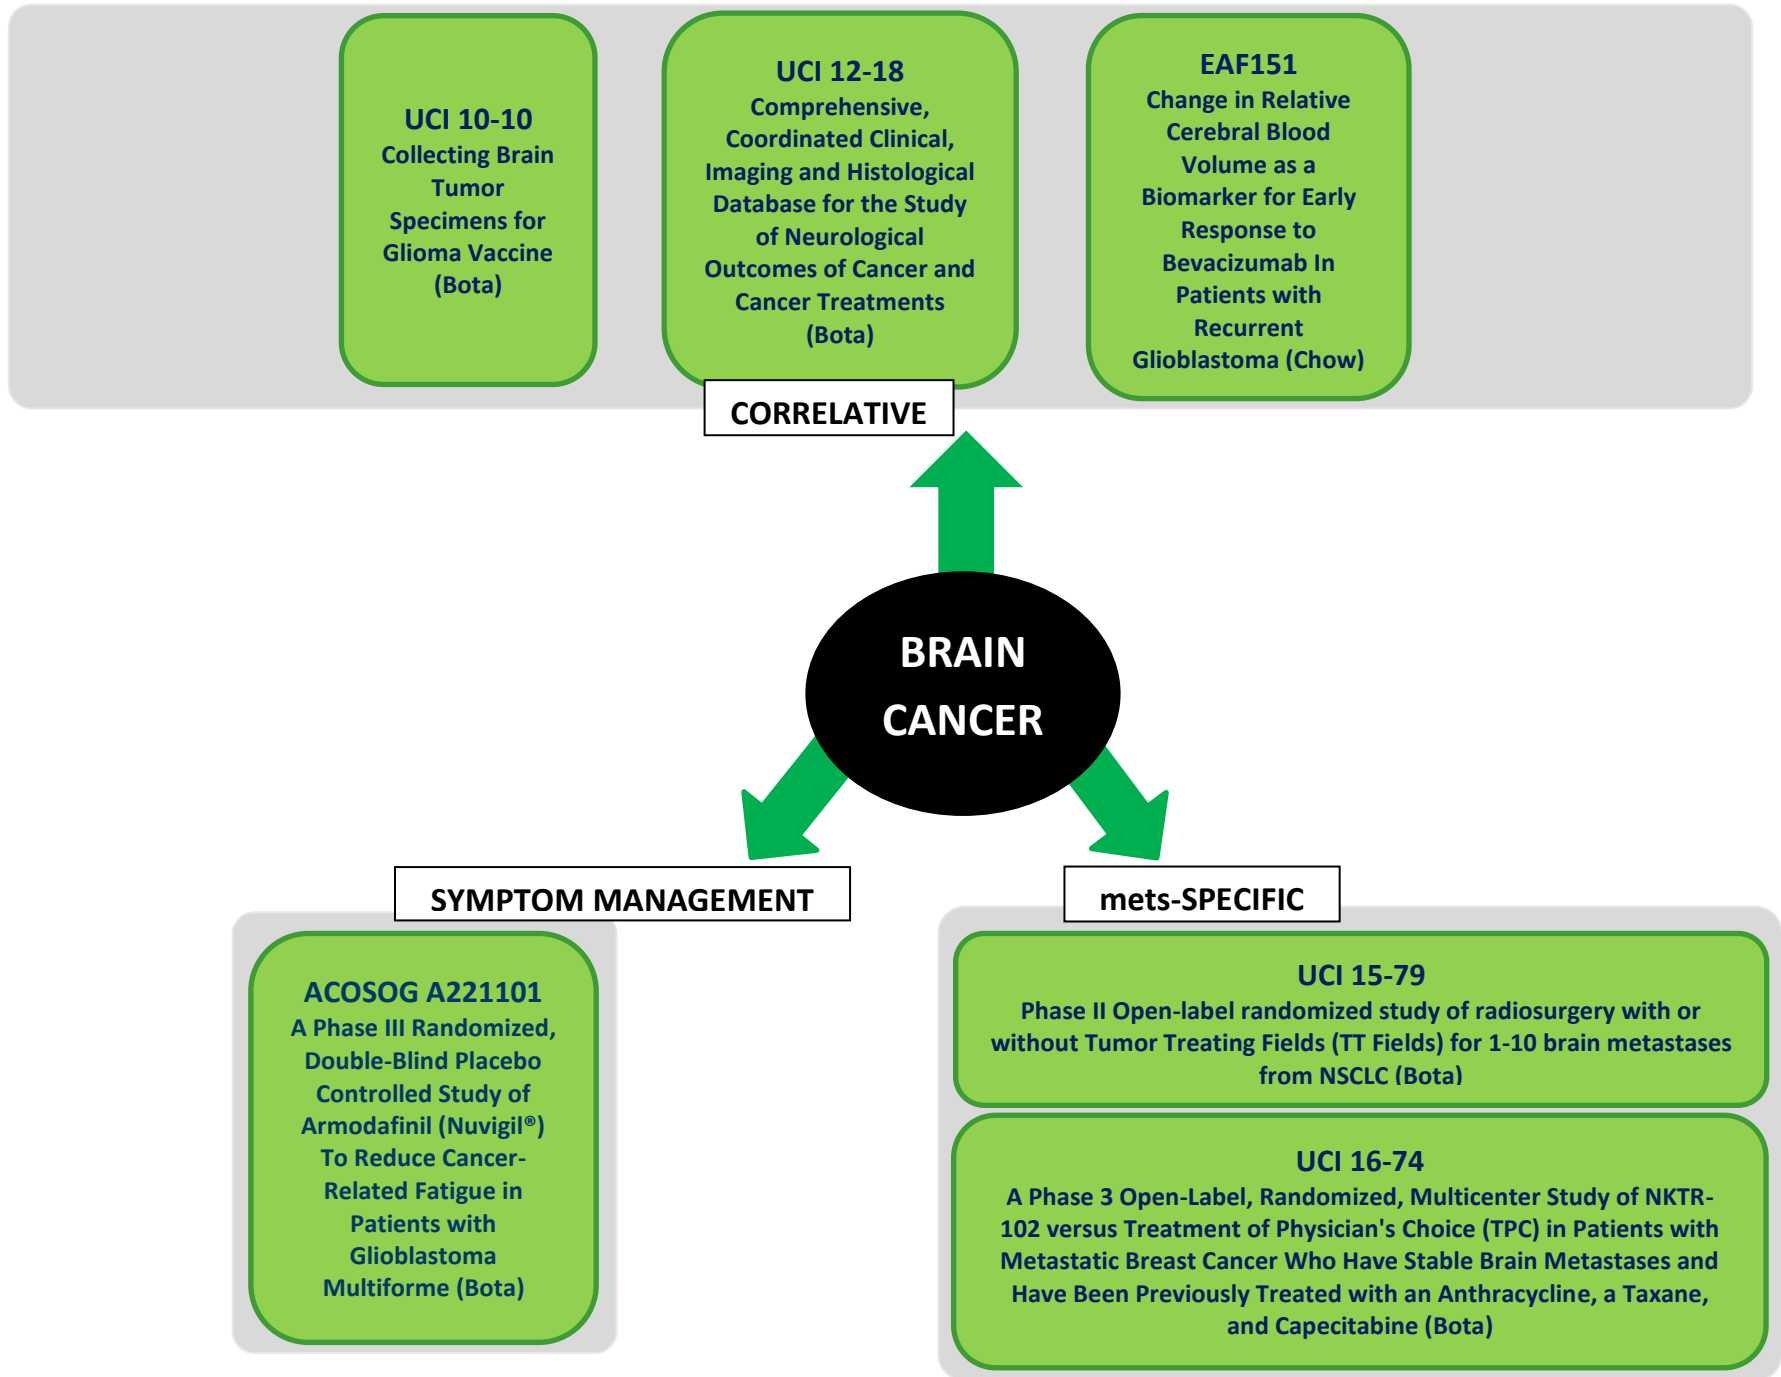 UCI 10-10
Collecting Brain
Tumor
Specimens for
Glioma Vaccine
(Bota)
UCI 12-18
Comprehensive,
Coordinated Clinical,
Imaging and Histological
Database for the Study
of Neurological
Outcomes of Cancer and
Cancer Treatments
(Bota)
EAF151
Change in Relative
Cerebral Blood
Volume as a
Biomarker for Early
Response to
Bevacizumab In
Patients with
Recurrent
Glioblastoma (Chow)
CORRELATIVE
BRAIN
CANCER
SYMPTOM MANAGEMENT
ACOSOG A221101
A Phase III Randomized,
Double-Blind Placebo
Controlled Study of
Armodafinil (Nuvigil®)
To Reduce Cancer-
Related Fatigue in
Patients with
Glioblastoma
Multiforme (Bota)
mets-SPECIFIC
UCI 15-79
Phase II Open-label randomized study of radiosurgery with or
without Tumor Treating Fields (TT Fields) for 1-10 brain metastases
from NSCLC (Bota)
UCI 16-74
A Phase 3 Open-Label, Randomized, Multicenter Study of NKTR-
102 versus Treatment of Physician's Choice (TPC) in Patients with
Metastatic Breast Cancer Who Have Stable Brain Metastases and
Have Been Previously Treated with an Anthracycline, a Taxane,
and Capecitabine (Bota)